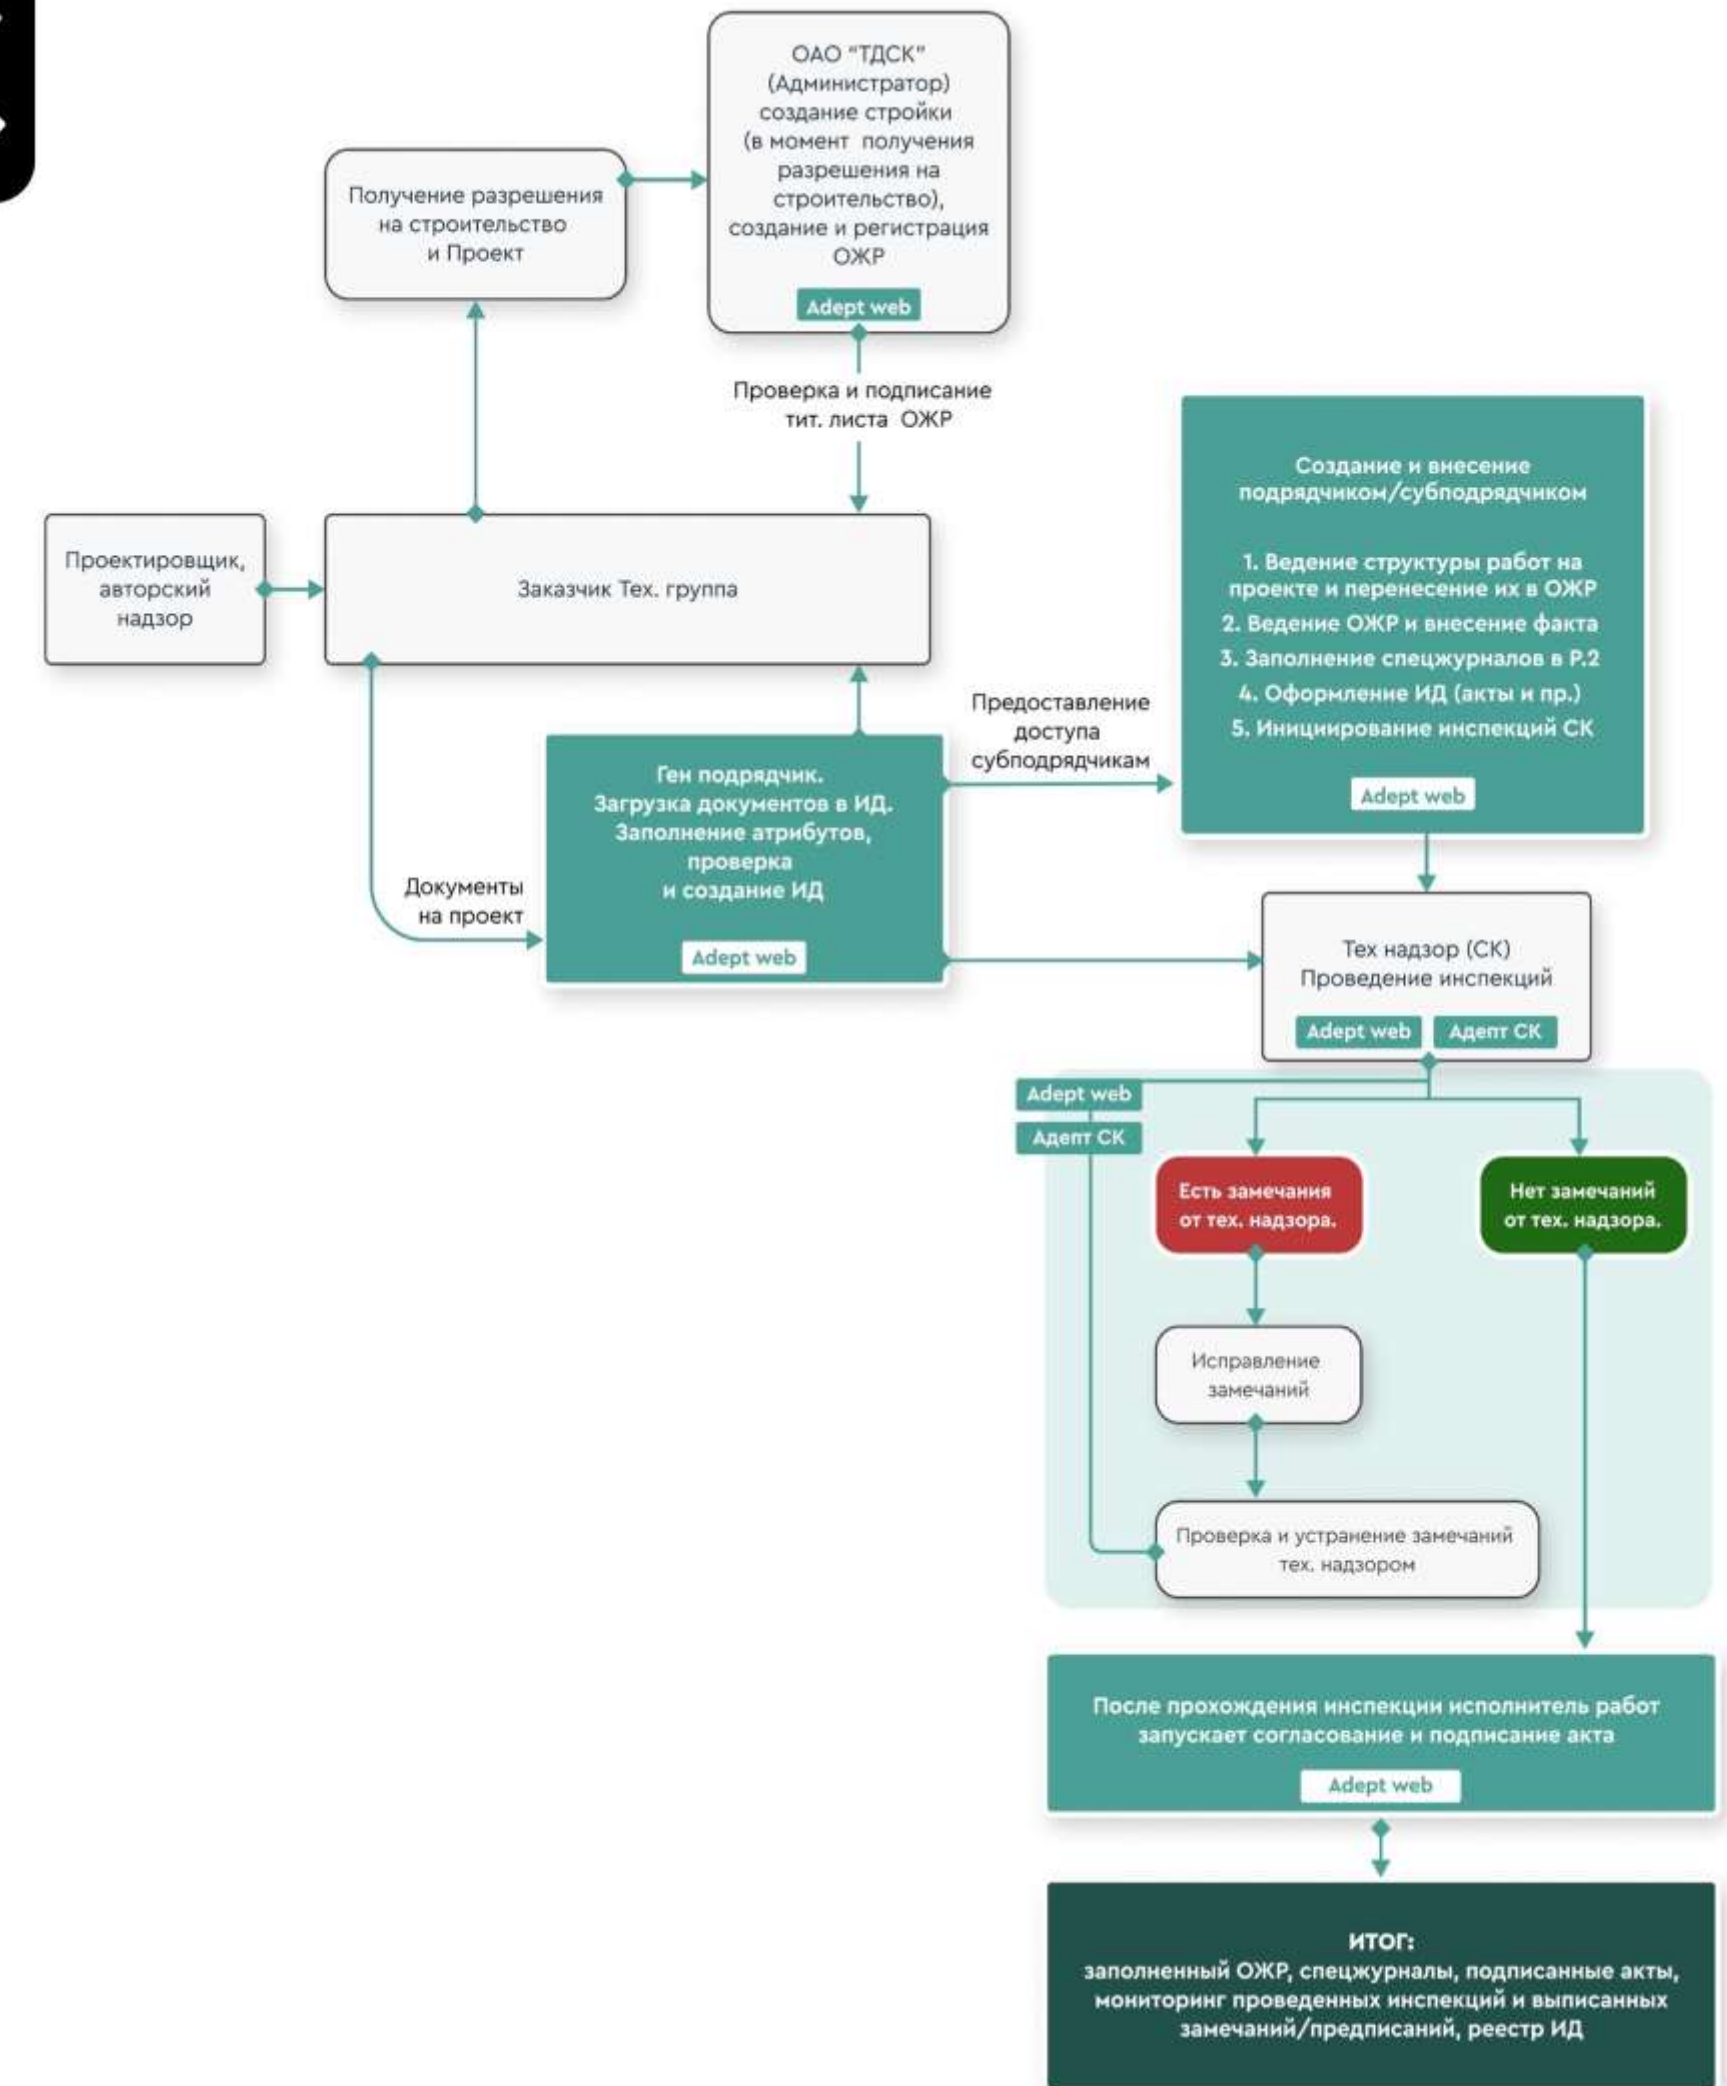 ОАО “ТДСК”
(Администратор)
создание стройки
(в момент получения
разрешения на
строительство),
создание и регистрация
ОЖР
Adept web
Получение разрешения
на строительство
и Проект
Проверка и подписание
тит. листа ОЖР
Проектировщик,
авторский
надзор
Заказчик Тех. группа
Создание и внесение
подрядчиком/субподрядчиком
1. Ведение структуры работ на
проекте и перенесение их в ОЖР
2. Ведение ОЖР и внесение факта
3. Заполнение спецжурналов в Р.2
4. Оформление ИД (акты и пр.)
5. Инициирование инспекций СК
Adept web
Предоставление
доступа
субподрядчикам
Ген подрядчик.
Загрузка документов в ИД.
Заполнение атрибутов,
проверка
и создание ИД
Adept web
Документы
на проект
Тех надзор (СК)
Проведение инспекций
Adept web Адепт СК
Adept web
Адепт СК
Есть замечания
от тех. надзора.
Нет замечаний
от тех. надзора.
Исправление
замечаний
Проверка и устранение замечаний
тех. надзором
После прохождения инспекции исполнитель работ
запускает согласование и подписание акта
Adept web
ИТОГ:
заполненный ОЖР, спецжурналы, подписанные акты,
мониторинг проведенных инспекций и выписанных
замечаний/предписаний, реестр ИД